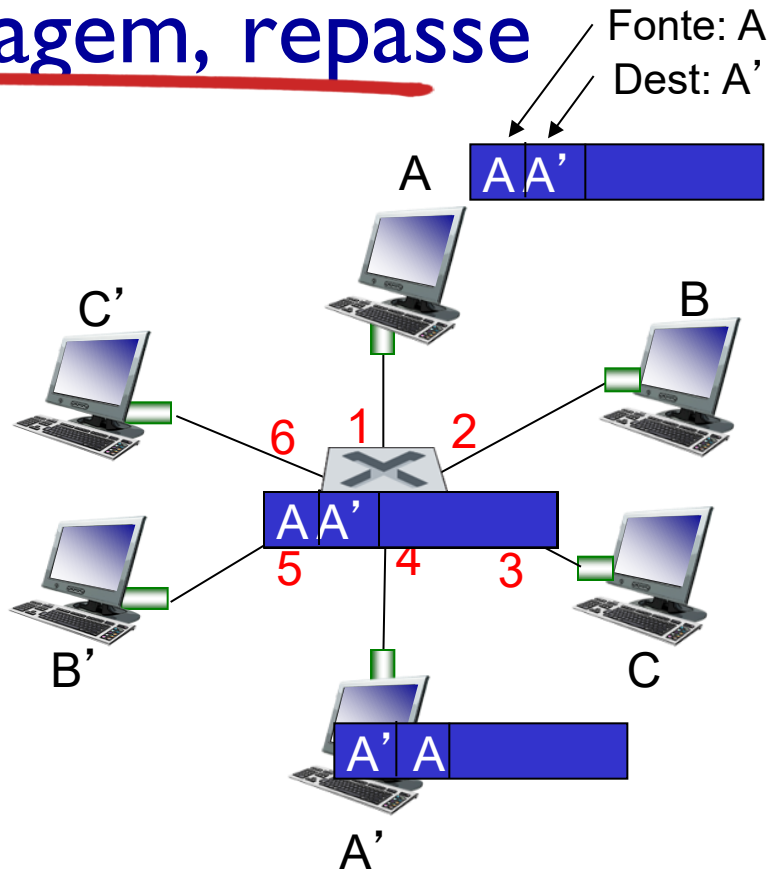 agem, repasse
Fonte: A
Dest: A’
A
A A’
C’
B
6 1 2
A A’
5 4 3
B’
C
A’ A
A’